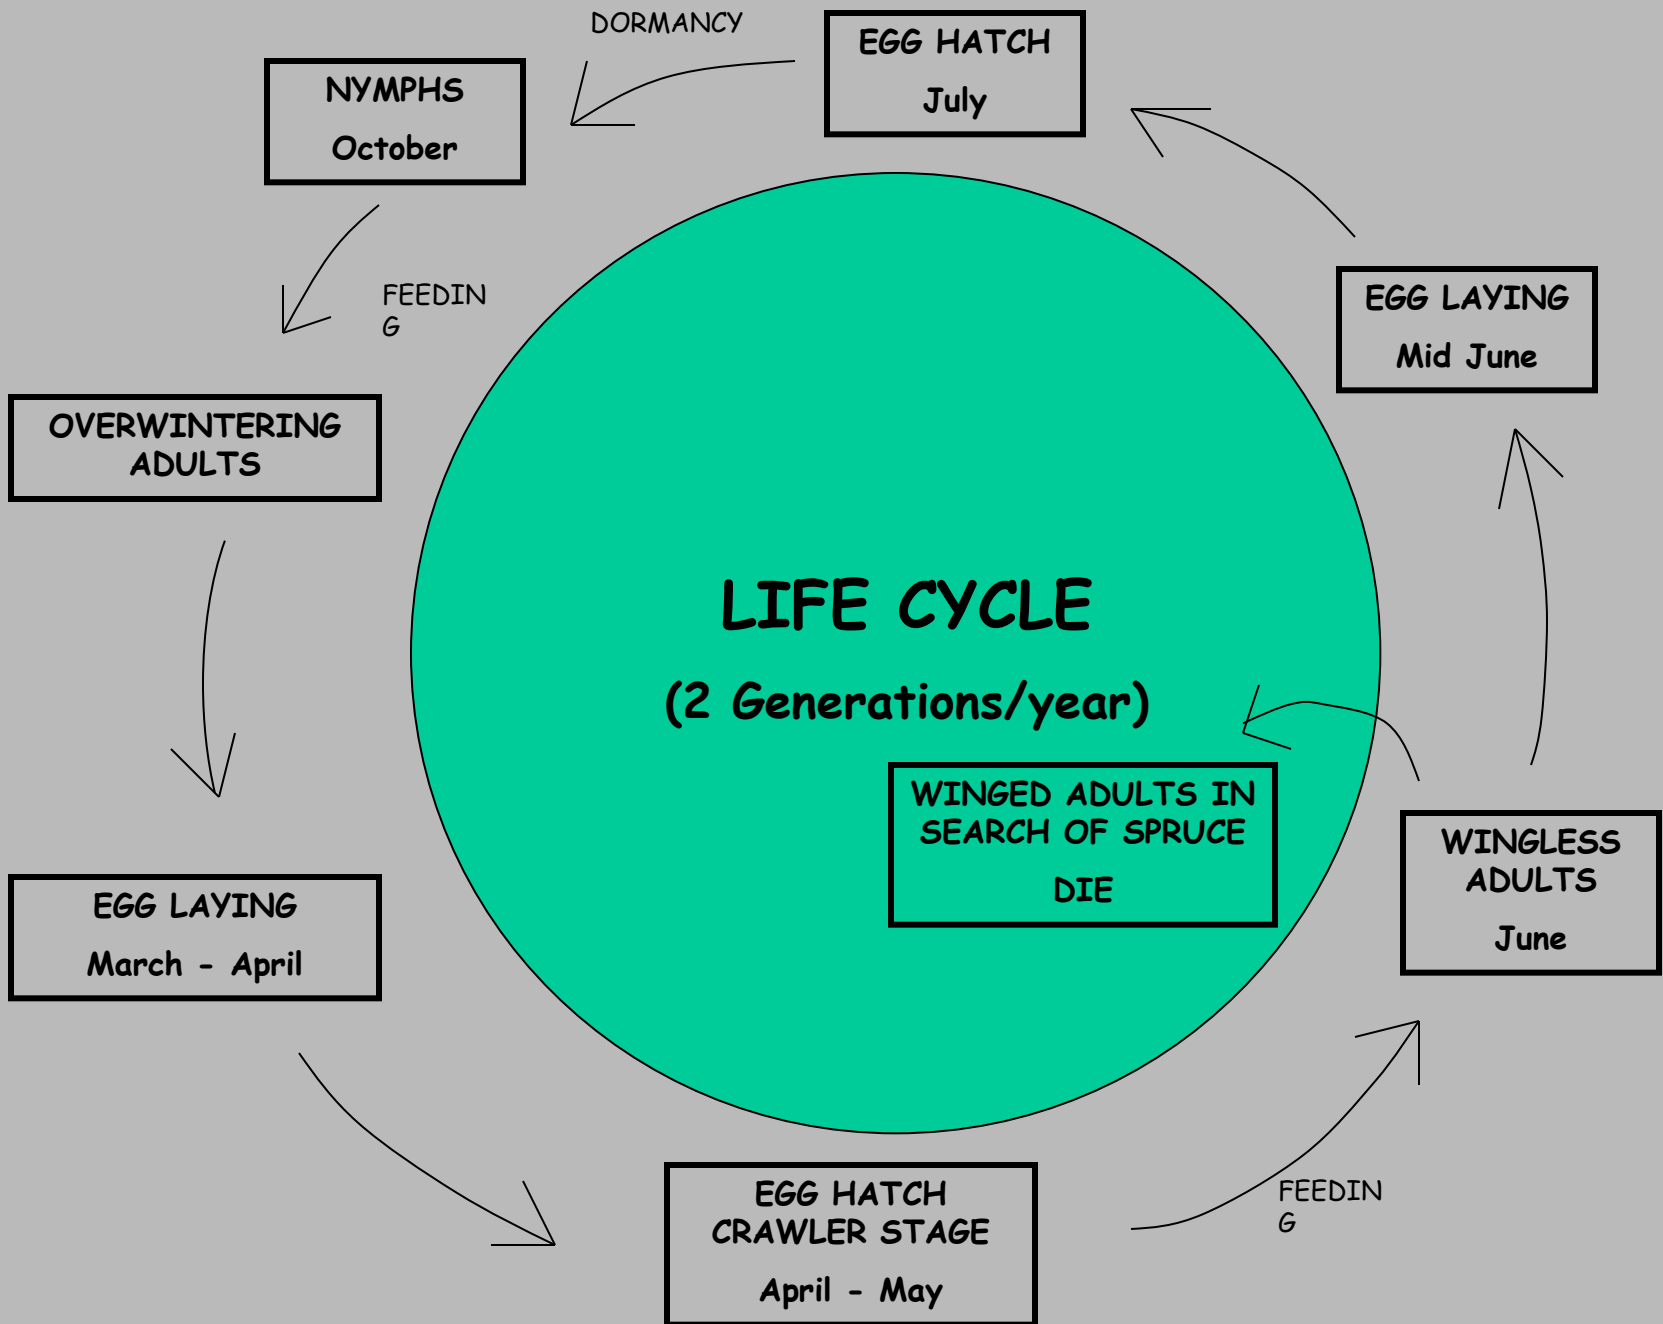 DORMANCY
EGG HATCH
July
NYMPHS
October
FEEDIN
G
EGG LAYING
Mid June
OVERWINTERING
ADULTS
LIFE CYCLE
(2 Generations/year)
WINGED ADULTS IN
SEARCH OF SPRUCE
DIE
WINGLESS
ADULTS
June
EGG LAYING
March - April
EGG HATCH
CRAWLER STAGE
April - May
FEEDIN
G